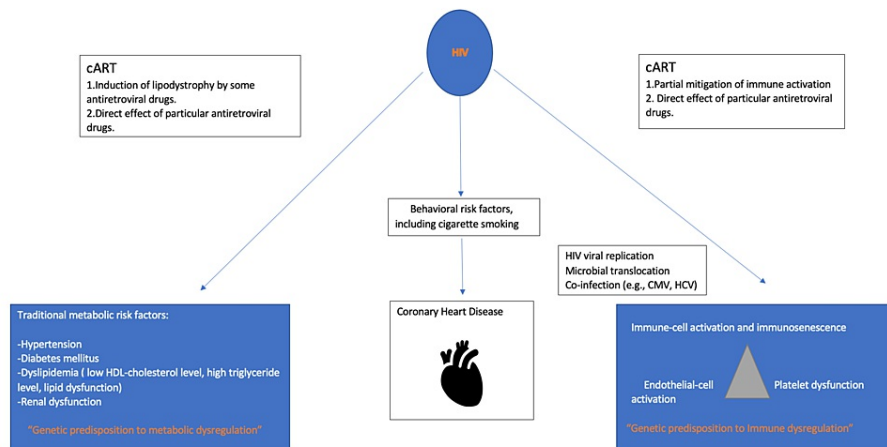 HIV
cART
1.Induction of lipodystrophy by some
antiretroviral drugs.
2.Direct effect of particular antiretroviral
drugs.
cART
1.Partial mitigation of immune activation
2. Direct effect of particular antiretroviral
drugs.
Behavioral risk factors,
including cigarette smoking
HIV viral replication
Microbial translocation
Co-infection (e.g., CMV, HCV)
Traditional metabolic risk factors:
-Hypertension
-Diabetes mellitus
-Dyslipidemia ( low HDL-cholesterol level, high triglyceride
level, lipid dysfunction)
-Renal dysfunction
"Genetic predisposition to metabolic dysregulation"
Coronary Heart Disease
Immune-cell activation and immunosenescence
Endothelial-cell
activation
Platelet dysfunction
"Genetic predisposition to Immune dysregulation"